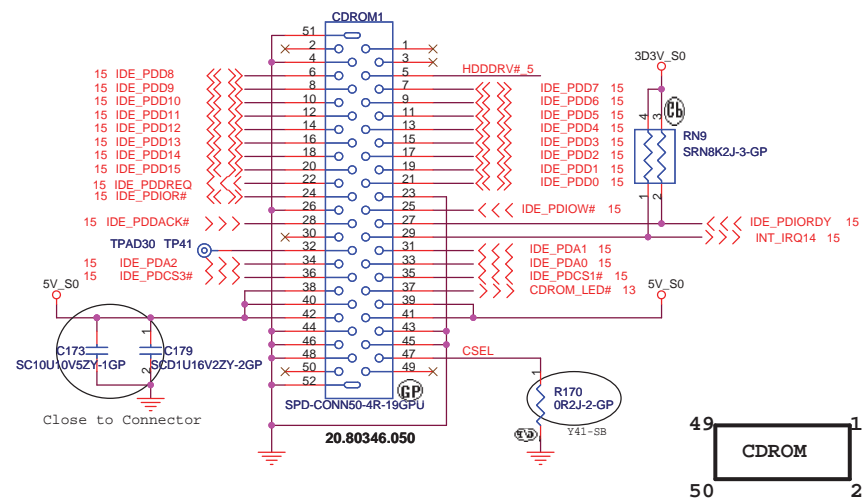 CDROM1
51
2 1
4 3
6 5 HDDDRV#_5
15 IDE_PDD8 8 7 IDE_PDD7 15
15 IDE_PDD9 10 9 IDE_PDD6 15
15 IDE_PDD10 12 11 IDE_PDD5 15
15 IDE_PDD11 14 13 IDE_PDD4 15
15 IDE_PDD12 16 15 IDE_PDD3 15
15 IDE_PDD13 18 17 IDE_PDD2 15
15 IDE_PDD14 20 19 IDE_PDD1 15
15 IDE_PDD15 22 21 IDE_PDD0 15
15 IDE_PDDREQ 24 23
15 IDE_PDIOR# 26 25 IDE_PDIOW# 15
15 IDE_PDDACK# 28 27 IDE_PDIORDY 15
30 29 INT_IRQ14 15
TPAD30 TP41 32 31 IDE_PDA1 15
15 IDE_PDA2 34 33 IDE_PDA0 15
15 IDE_PDCS3# 36 35 IDE_PDCS1# 15
38 37 CDROM_LED# 13
5V_S0 40 39 5V_S0
42 41
44 43
46 45
48 47 CSEL
50 49
52
GP
SPD-CONN50-4R-19GPU
20.80346.050
3D3V_S0
4 3
RN9
SRN8K2J-3-GP
1 2
C173
SC10U10V5ZY-1GP
1
C179
2
SCD1U16V2ZY-2GP
Close to Connector
1
R170
0R2J-2-GP
Y41-SB
49 1
CDROM
50 2